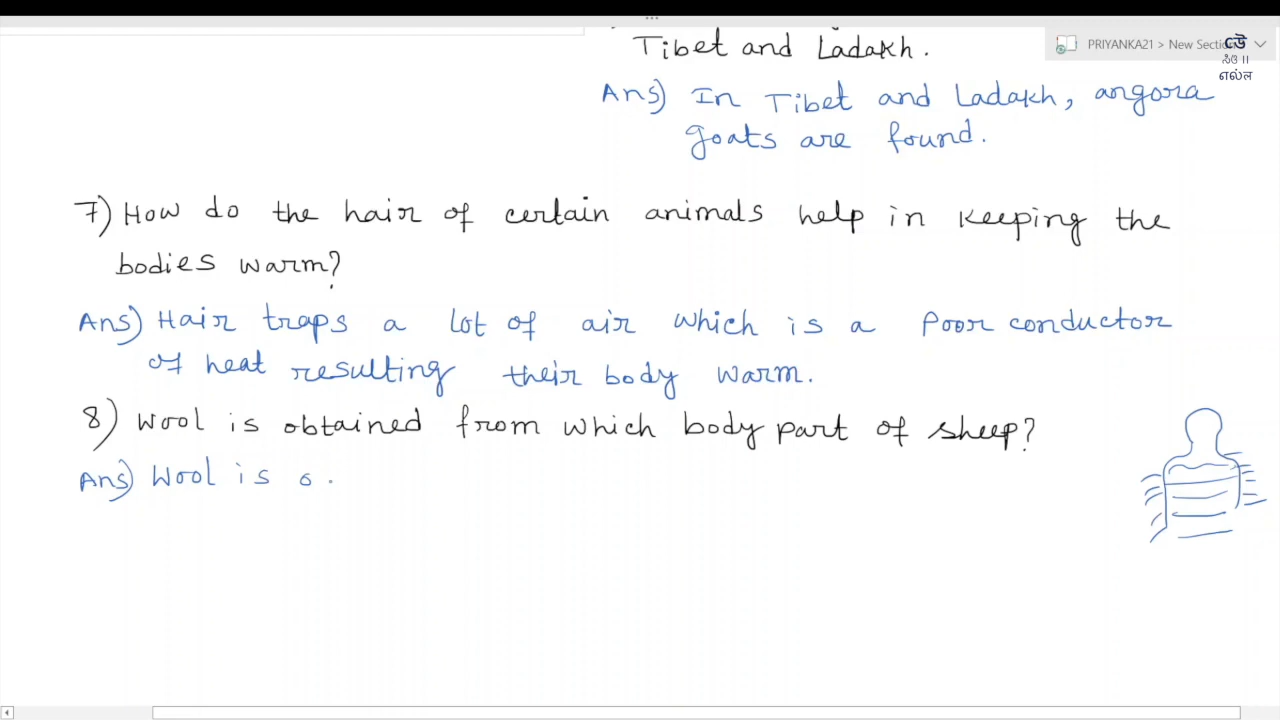 Tibet and Ladakh.
PRIYANKA21 > New Section
Ans) In Tibet and Ladakh, angora
goats are found.
7) How do the hair of certain animals help in keeping the
bodies warm?
Ans) Hair traps a lot of air which is a poor conductor
of heat resulting their body warm.
8) Wool is obtained from which body part of sheep?
Ans) Wool is o